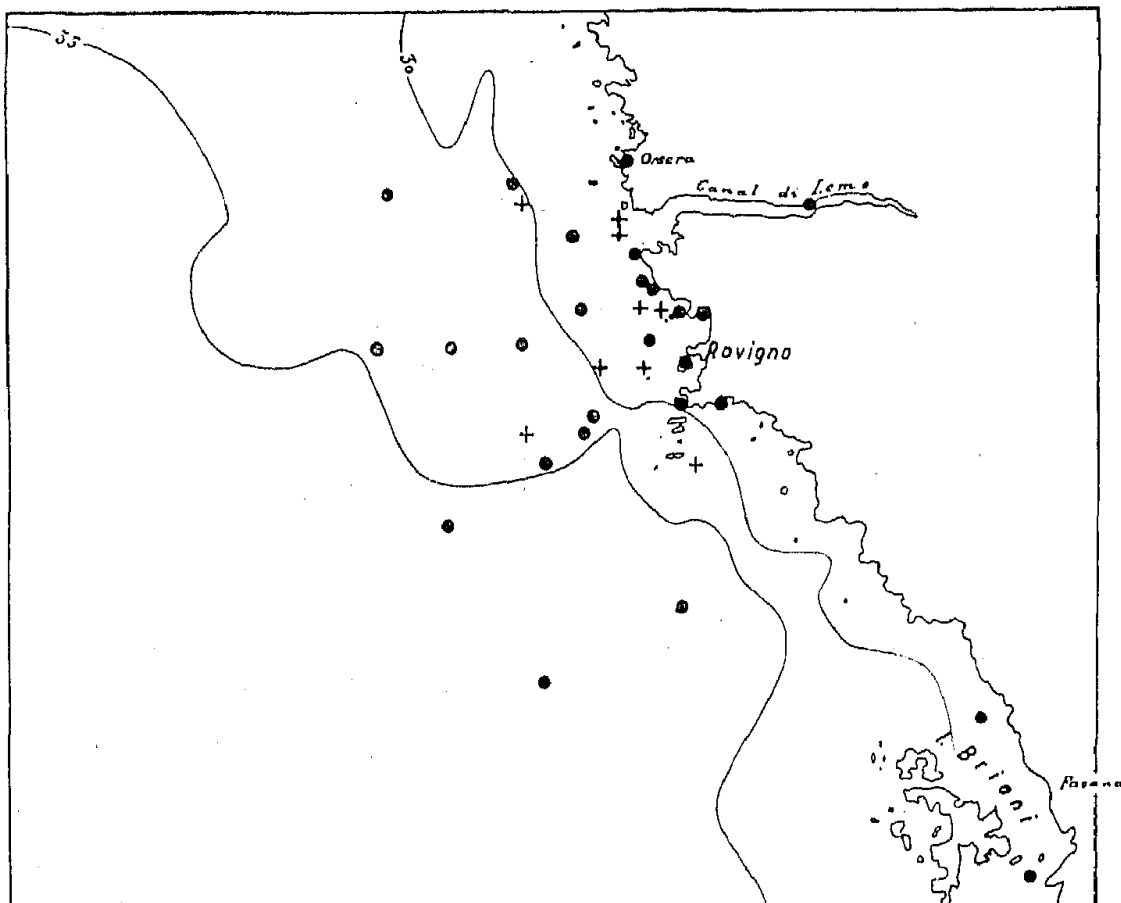 35
30
Orsera
Canal di Leme
Rovigno
I. Brioni
Fasana